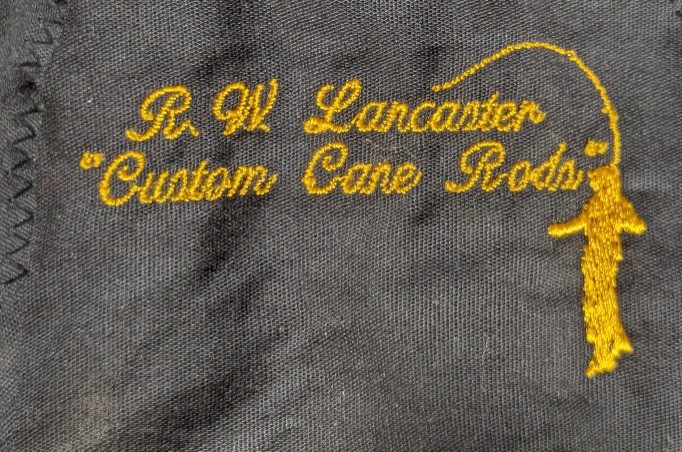 R. W. Lancaster
"Custom Cane Rods"